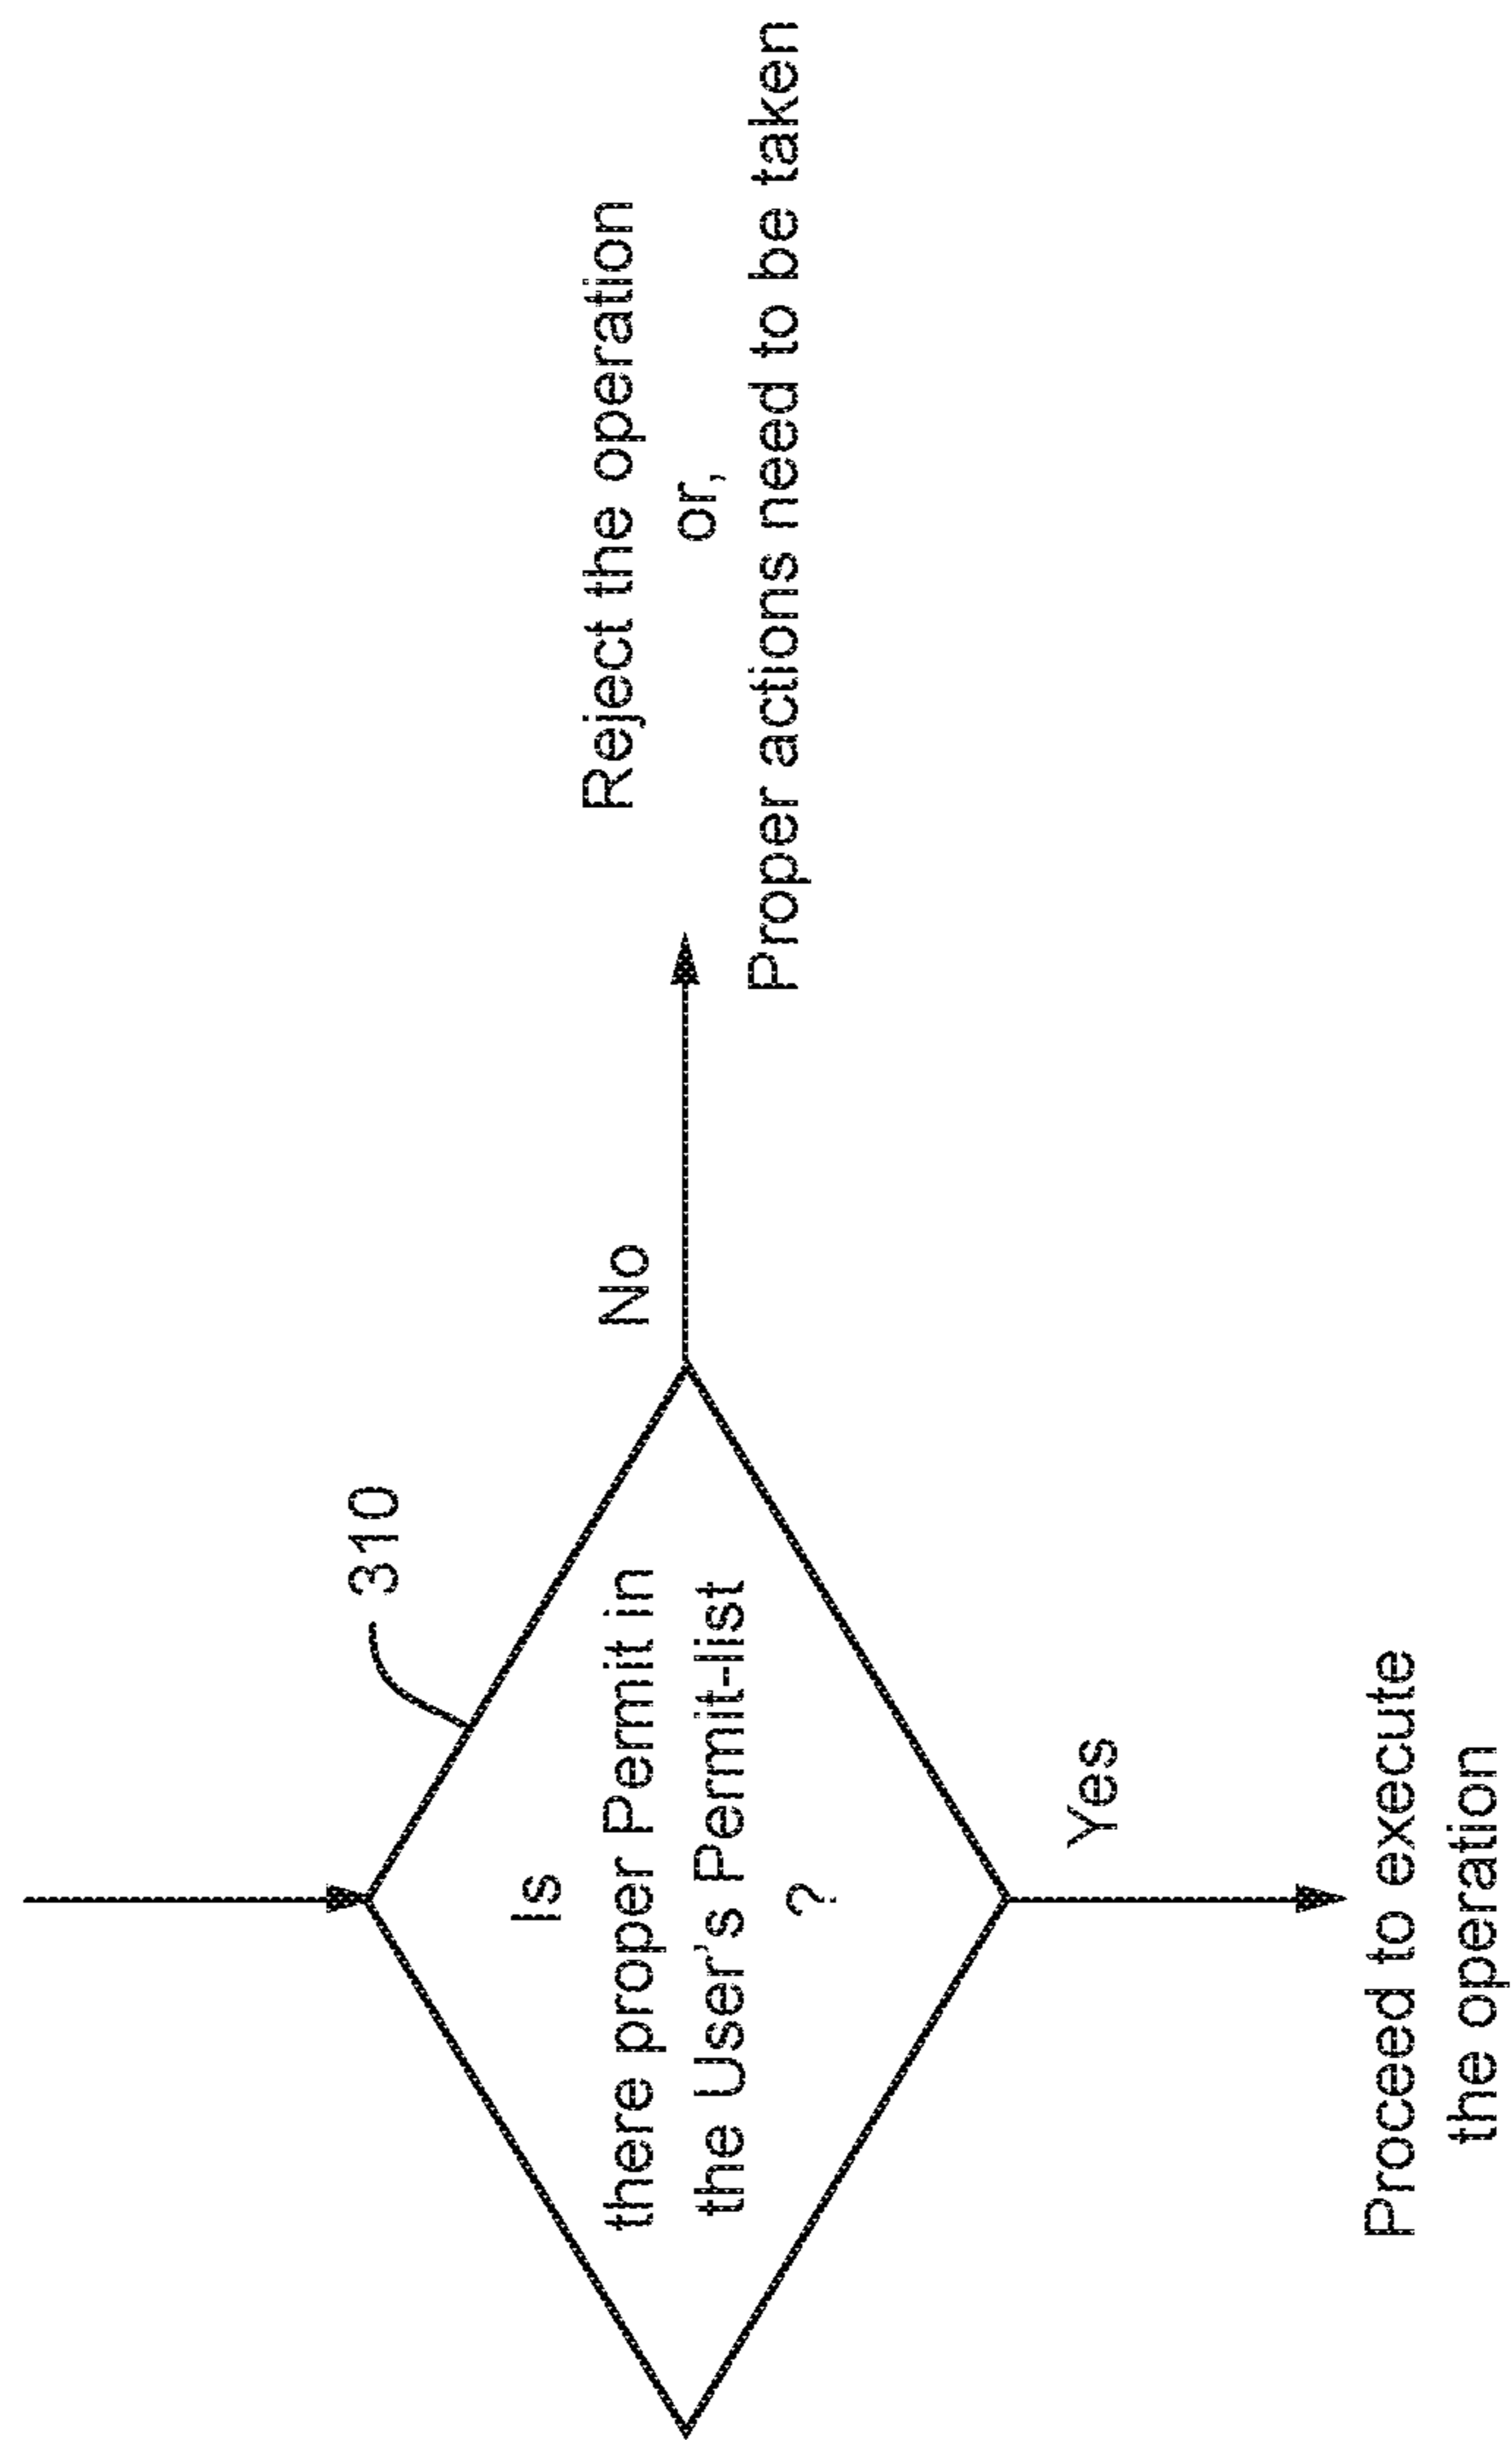 310
Is
there proper Permit in
the User's Permit-list
?
No
Reject the operation
or,
Proper actions need to be taken
Yes
Proceed to execute
the operation